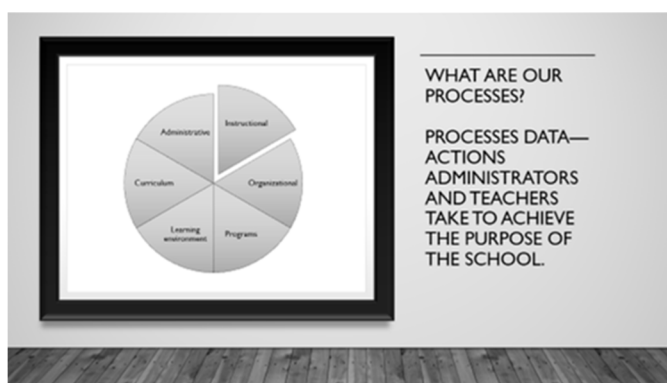 WHAT ARE OUR
PROCESSES?
PROCESSES DATA—
ACTIONS
ADMINISTRATORS
AND TEACHERS
TAKE TO ACHIEVE
THE PURPOSE OF
THE SCHOOL.
Administrative
Instructional
Curriculum
Organizational
Learning
environment
Programs